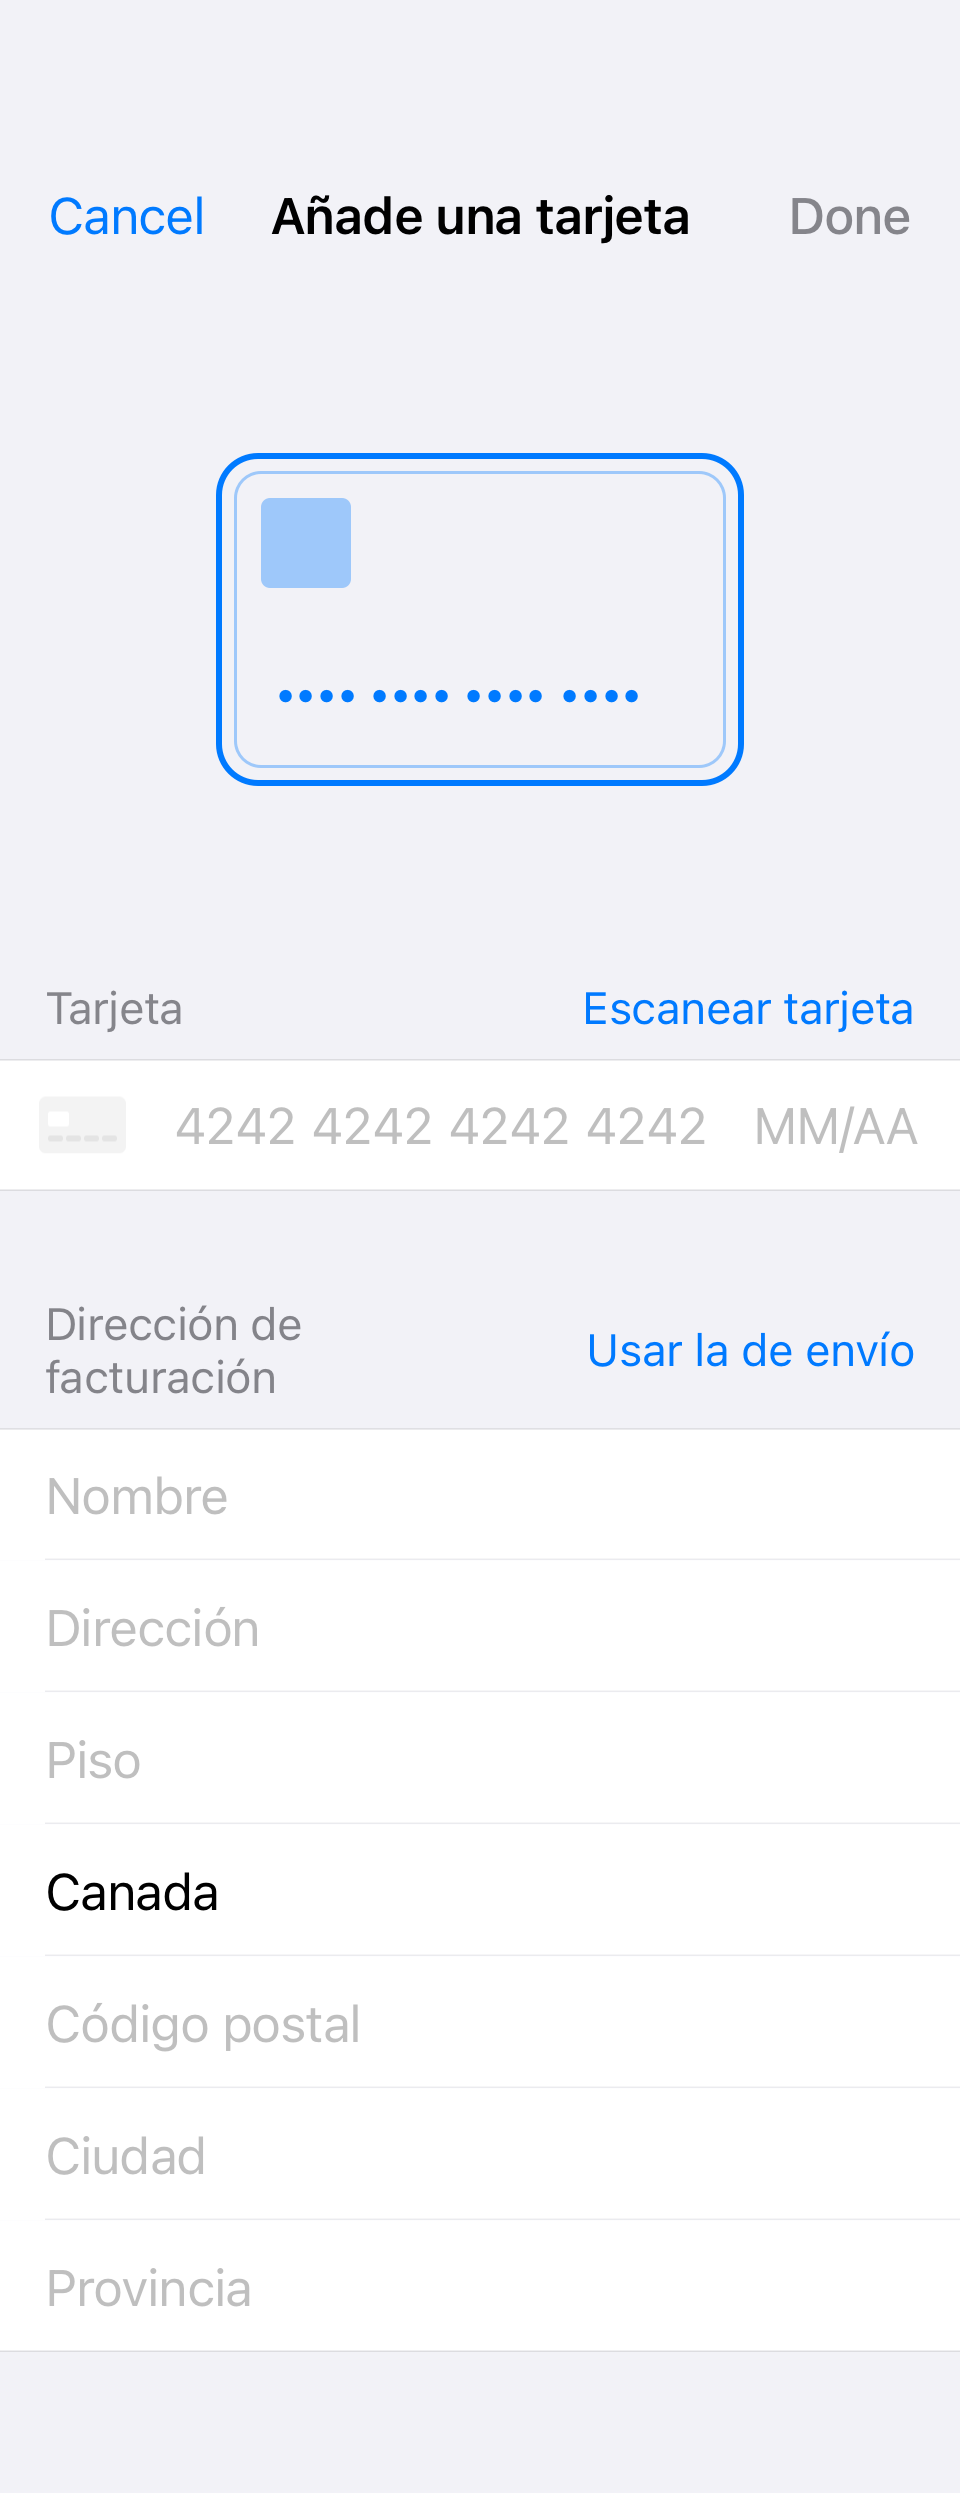 Cancel Añade una tarjeta Done
Tarjeta Escanear tarjeta
4242 4242 4242 4242 MM/AA
Dirección de
facturación
Usar la de envío
Nombre
Dirección
Piso
Canada
Código postal
Ciudad
Provincia